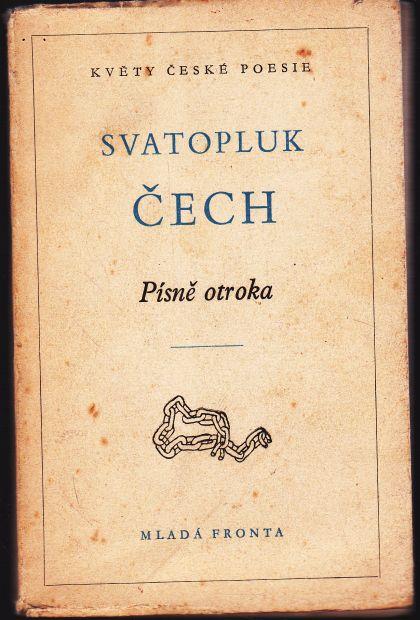 KVĚTY ČESKÉ POESIE
SVATOPLUK
ČECH
Písně otroka
MLADÁ FRONTA